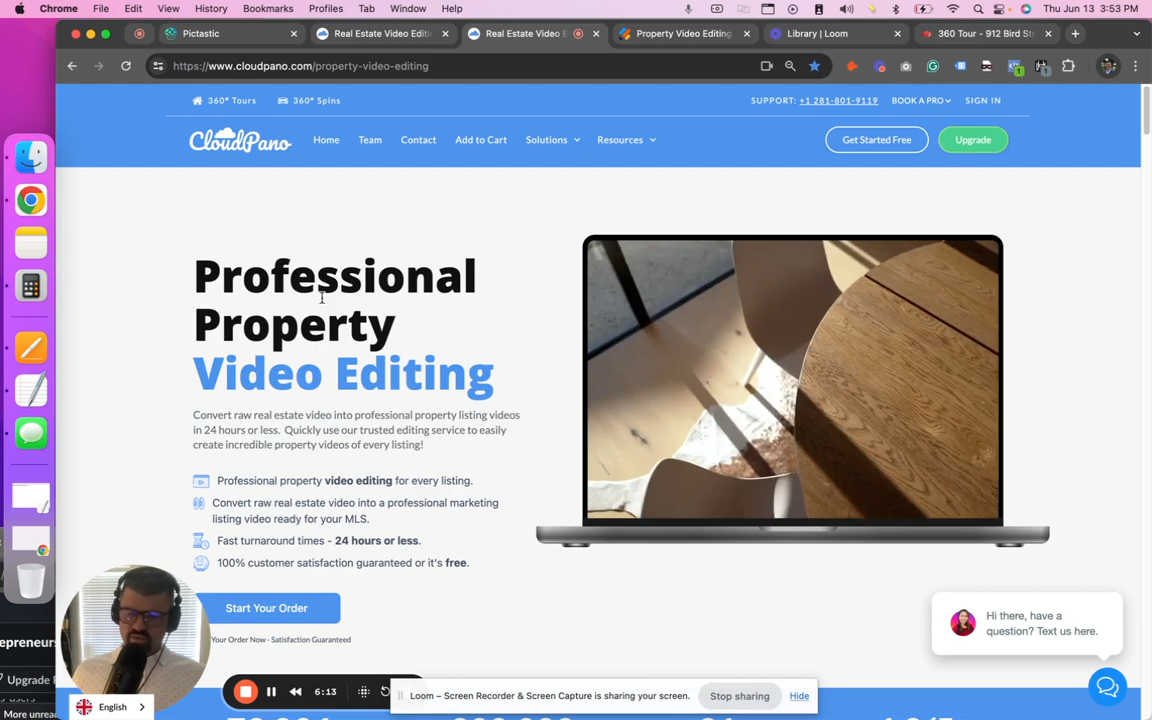 Chrome File Edit View History Bookmarks Profiles Tab Window Help Thu Jun 13 3:53 PM
Pictastic Real Estate Video Editin Real Estate Video E Property Video Editing Library | Loom 360 Tour - 912 Bird St
https://www.cloudpano.com/property-video-editing
360° Tours 360° Spins SUPPORT: +1 281-801-9119 BOOK A PRO SIGN IN
CloudPano Home Team Contact Add to Cart Solutions Resources Get Started Free Upgrade
Professional
Property
Video Editing
Convert raw real estate video into professional property listing videos
in 24 hours or less. Quickly use our trusted editing service to easily
create incredible property videos of every listing!
Professional property video editing for every listing.
Convert raw real estate video into a professional marketing
listing video ready for your MLS.
Fast turnaround times - 24 hours or less.
100% customer satisfaction guaranteed or it's free.
Start Your Order
Your Order Now - Satisfaction Guaranteed
Hi there, have a
question? Text us here.
epreneurs
Upgrade
More unread
6:13
Loom – Screen Recorder & Screen Capture is sharing your screen. Stop sharing Hide
English